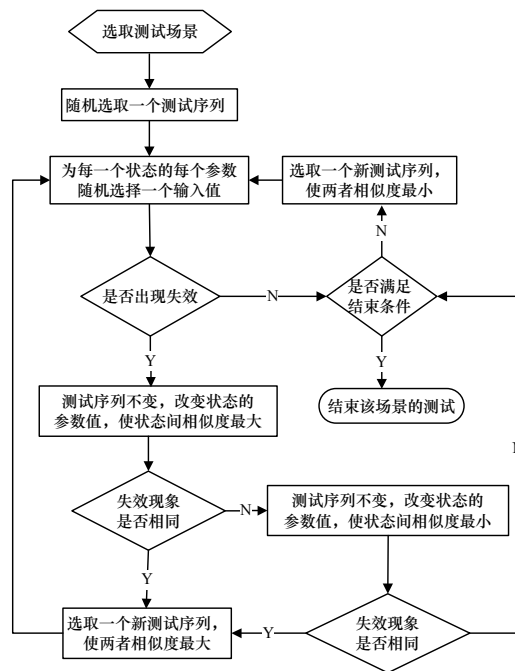 选取测试场景
随机选取一个测试序列
为每一个状态的每个参数
随机选择一个输入值
选取一个新测试序列，
使两者相似度最小
N
是否出现失效
N
是否满足
结束条件
Y
Y
测试序列不变，改变状态的
参数值，使状态间相似度最大
结束该场景的测试
失效现象
是否相同
N
测试序列不变，改变状态的
参数值，使状态间相似度最小
Y
选取一个新测试序列，
使两者相似度最大
Y
失效现象
是否相同